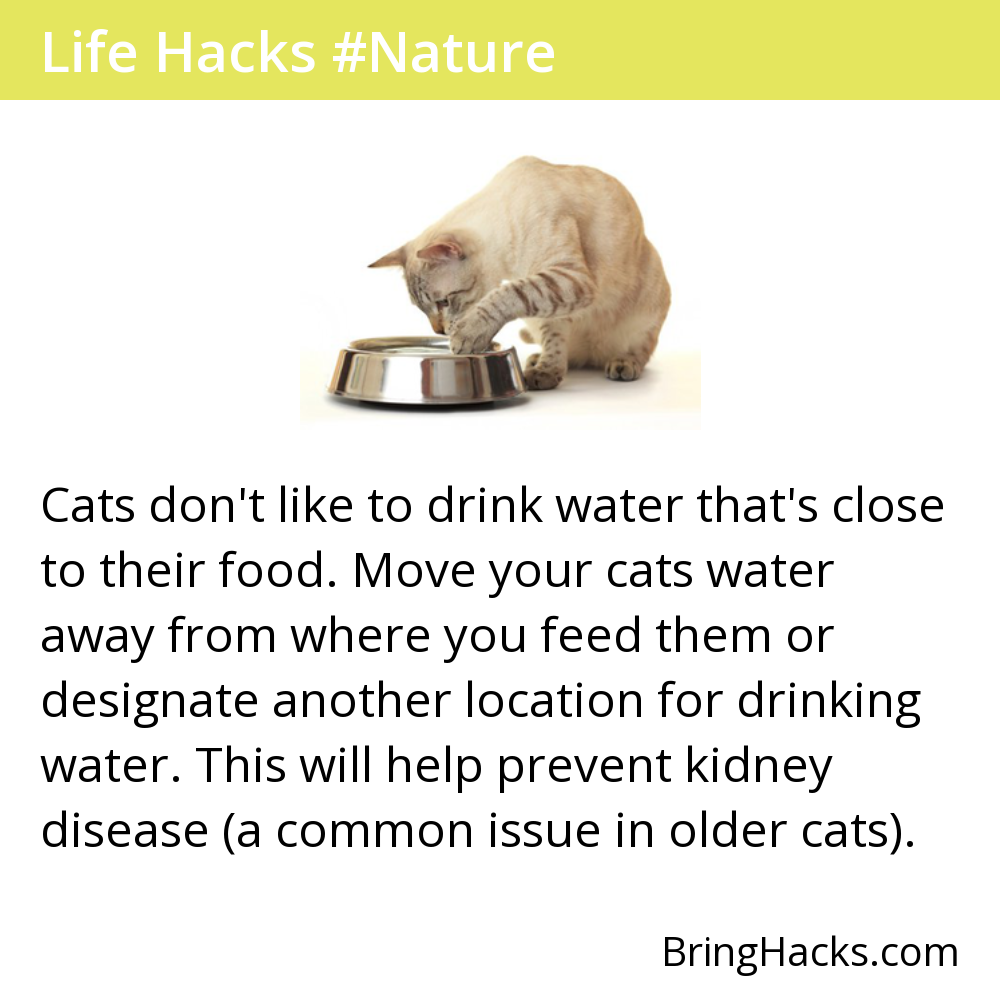 Life Hacks #Nature
Cats don't like to drink water that's close
to their food. Move your cats water
away from where you feed them or
designate another location for drinking
water. This will help prevent kidney
disease (a common issue in older cats).
BringHacks.com